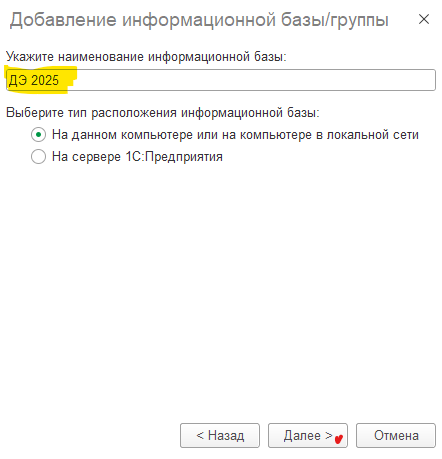 Добавление информационной базы/группы
Укажите наименование информационной базы:
ДЭ 2025
Выберите тип расположения информационной базы:
На данном компьютере или на компьютере в локальной сети
На сервере 1С:Предприятия
< Назад Далее > Отмена